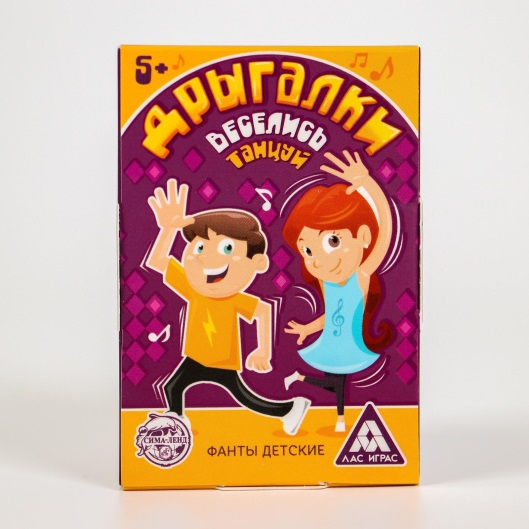 5+
ДРЫГАЛКИ
ВЕСЕЛИСЬ
ТАНЦУЙ
СИМА-ЛЕНД
ФАНТЫ ДЕТСКИЕ
ЛАС ИГРАС